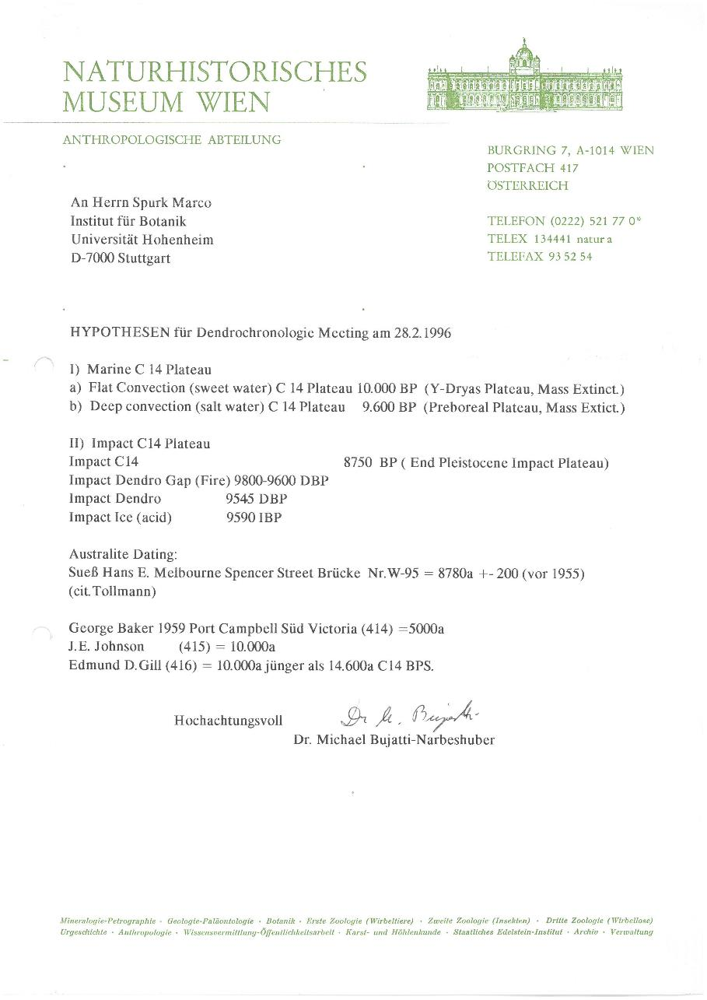 NATURHISTORISCHES
MUSEUM WIEN
ANTHROPOLOGISCHE ABTEILUNG
BURGRING 7, A-1014 WIEN
POSTFACH 417
ÖSTERREICH
TELEFON (0222) 521 77 0*
TELEX 134441 natur a
TELEFAX 93 52 54
An Herrn Spurk Marco
Institut für Botanik
Universität Hohenheim
D-7000 Stuttgart
HYPOTHESEN für Dendrochronologie Meeting am 28.2.1996
I) Marine C 14 Plateau
a) Flat Convection (sweet water) C 14 Plateau 10.000 BP (Y-Dryas Plateau, Mass Extinct.)
b) Deep convection (salt water) C 14 Plateau 9.600 BP (Preboreal Plateau, Mass Extict.)
II) Impact C14 Plateau
Impact C14 8750 BP ( End Pleistocene Impact Plateau)
Impact Dendro Gap (Fire) 9800-9600 DBP
Impact Dendro 9545 DBP
Impact Ice (acid) 9590 IBP
Australite Dating:
Sueß Hans E. Melbourne Spencer Street Brücke Nr.W-95 = 8780a +- 200 (vor 1955)
(cit.Tollmann)
George Baker 1959 Port Campbell Süd Victoria (414) =5000a
J.E. Johnson (415) = 10.000a
Edmund D.Gill (416) = 10.000a jünger als 14.600a C14 BPS.
Hochachtungsvoll
Dr. Michael Bujatti-Narbeshuber
Mineralogie-Petrographie · Geologie-Paläontologie · Botanik · Erste Zoologie (Wirbeltiere) · Zweite Zoologie (Insekten) · Dritte Zoologie (Wirbellose)
Urgeschichte · Anthropologie · Wissensvermittlung-Öffentlichkeitsarbeit · Karst- und Höhlenkunde · Staatliches Edelstein-Institut · Archiv · Verwaltung